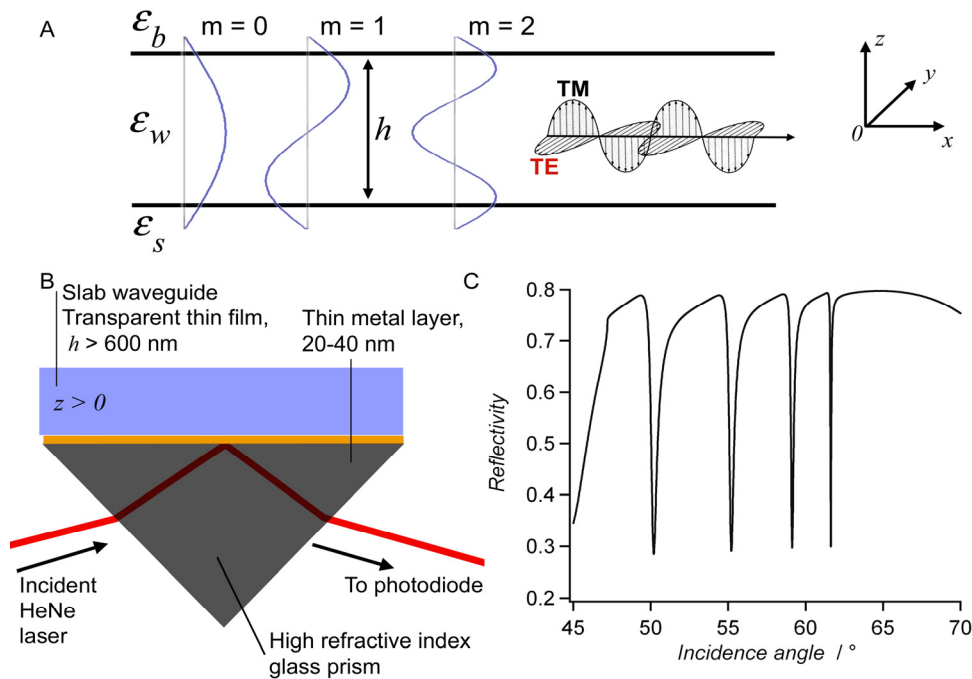 A
ε_b
m = 0
m = 1
m = 2
ε_w
h
TM
TE
ε_s
z
y
0
x
B
Slab waveguide
Transparent thin film,
h > 600 nm
Thin metal layer,
20-40 nm
z > 0
Incident
HeNe
laser
To photodiode
High refractive index
glass prism
C
Reflectivity
0.8
0.7
0.6
0.5
0.4
0.3
0.2
45 50 55 60 65 70
Incidence angle / °